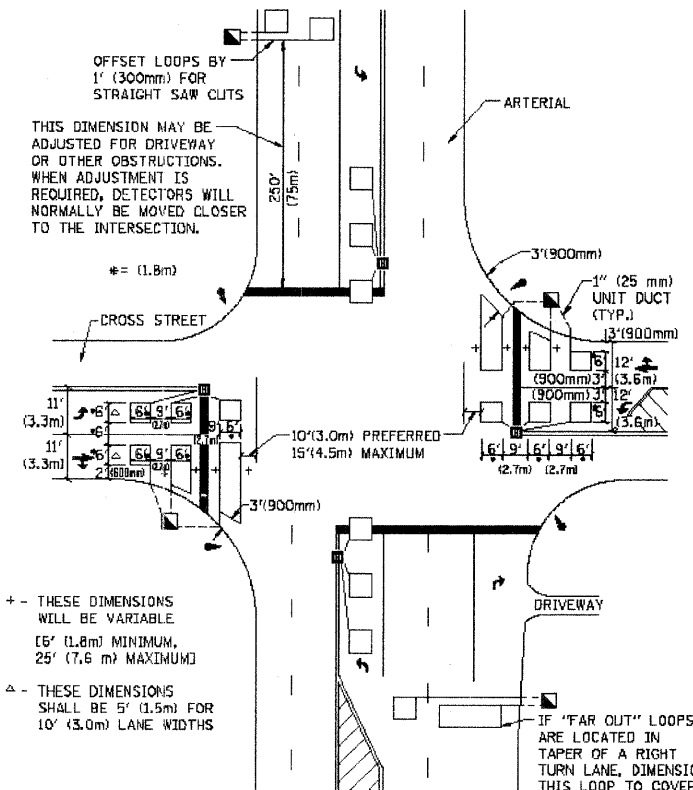 OFFSET LOOPS BY
1' (300mm) FOR
STRAIGHT SAW CUTS
THIS DIMENSION MAY BE
ADJUSTED FOR DRIVEWAY
OR OTHER OBSTRUCTIONS.
WHEN ADJUSTMENT IS
REQUIRED, DETECTORS WILL
NORMALLY BE MOVED CLOSER
TO THE INTERSECTION.
250'
(75m)
ARTERIAL
*= (1.8m)
3'(900mm)
1" (25 mm)
UNIT DUCT
(TYP.)
CROSS STREET
3'(900mm)
6'
12'
(3.6m)
(900mm)3'
(900mm)3'
12'
6'
(3.6m)
11'
(3.3m)
11'
(3.3m)
*6'
*6'
*6'
2'
(600mm)
6'
9'
6'
6'
9'
6'
9'
6'
(2.7m)
10'(3.0m) PREFERRED
15'(4.5m) MAXIMUM
6'
9'
6'
9'
6'
(2.7m)
(2.7m)
3'(900mm)
+ - THESE DIMENSIONS
WILL BE VARIABLE
[6' (1.8m) MINIMUM,
25' (7.6 m) MAXIMUM]
△ - THESE DIMENSIONS
SHALL BE 5' (1.5m) FOR
10' (3.0m) LANE WIDTHS
DRIVEWAY
IF "FAR OUT" LOOPS
ARE LOCATED IN
TAPER OF A RIGHT
TURN LANE, DIMENSIO
THIS LOOP TO COVER